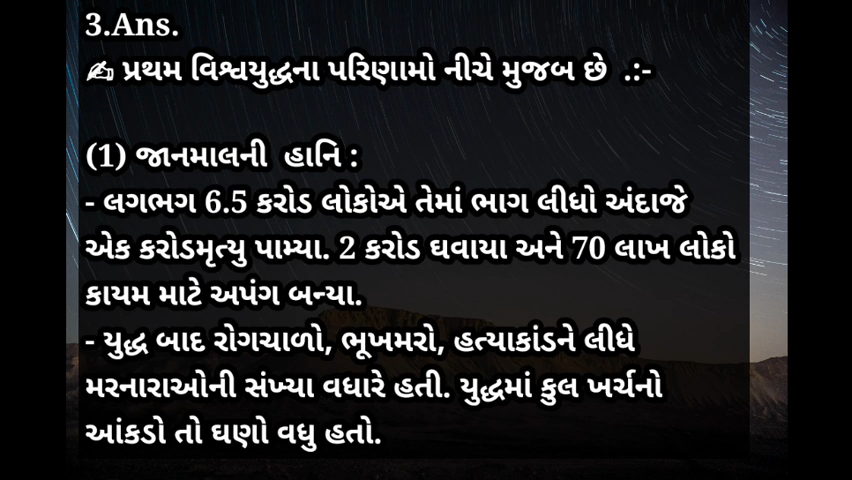 3.Ans.
✍ પ્રથમ વિશ્વયુદ્ધના પરિણામો નીચે મુજબ છે .:-
(1) જાનમાલની હાનિ :
- લગભગ 6.5 કરોડ લોકોએ તેમાં ભાગ લીધો અંદાજે
એક કરોડમૃત્યુ પામ્યા. 2 કરોડ ઘવાયા અને 70 લાખ લોકો
કાયમ માટે અપંગ બન્યા.
- યુદ્ધ બાદ રોગચાળો, ભૂખમરો, હત્યાકાંડને લીધે
મરનારાઓની સંખ્યા વધારે હતી. યુદ્ધમાં કુલ ખર્ચનો
આંકડો તો ઘણો વધુ હતો.